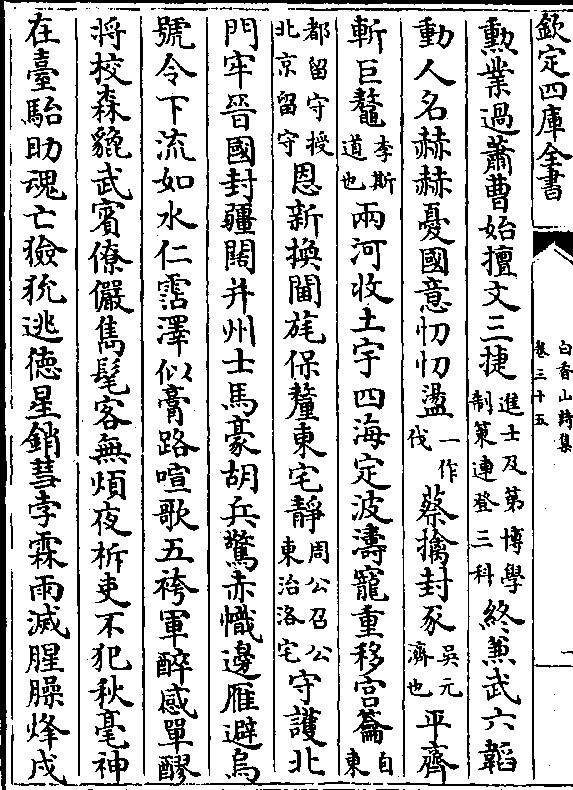 欽定四庫全書
白香山詩集
卷三十五
一
勲業過蕭曹始擅文三捷進士及第博學制策連登三科終兼武六韜
動人名赫赫憂國意忉忉盪一作伐蔡擒封豕吳元濟也平齊
斬巨鼇李斯道也兩河收土宇四海定波濤寵重移宮籥自東
都留守授北京留守恩新換閫旄保釐東宅静周公召公東治洛宅守護北
門牢晉國封疆闊并州士馬豪胡兵驚赤幟邊雁避烏
號令下流如水仁霑澤似膏路喧歌五袴軍醉感單醪
將校森貔武賓僚儼雋髦客無煩夜柝吏不犯秋毫神
在臺駘助魂亡獫狁逃德星銷彗孛霖雨滅腥臊烽戍